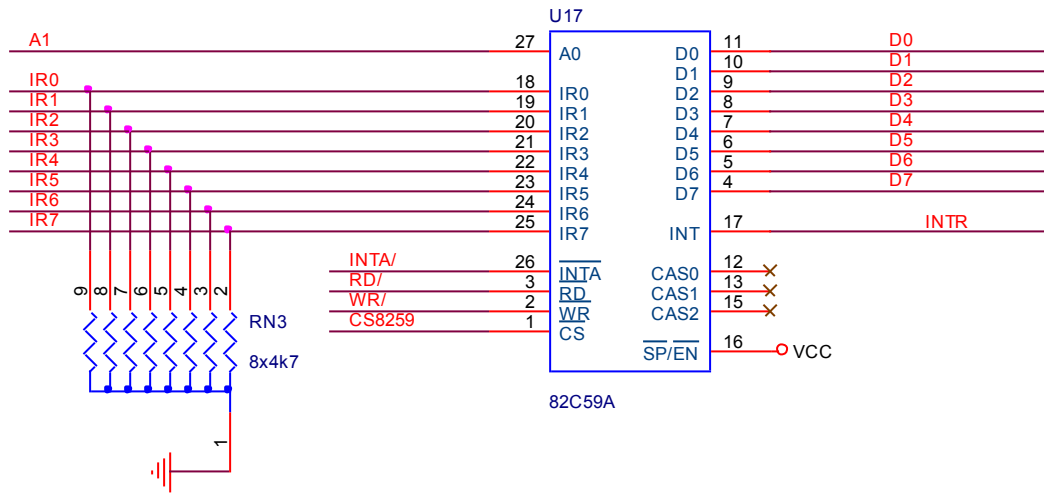 U17
A1 27 A0 D0 11 D0
D1 10 D1
IR0 18 IR0 D2 9 D2
IR1 19 IR1 D3 8 D3
IR2 20 IR2 D4 7 D4
IR3 21 IR3 D5 6 D5
IR4 22 IR4 D6 5 D6
IR5 23 IR5 D7 4 D7
IR6 24 IR6
IR7 25 IR7 INT 17 INTR
INTA/ 26 INTA CAS0 12
RD/ 3 RD CAS1 13
WR/ 2 WR CAS2 15
CS8259 1 CS
SP/EN 16 VCC
9 8 7 6 5 4 3 2
RN3
8x4k7
82C59A
1